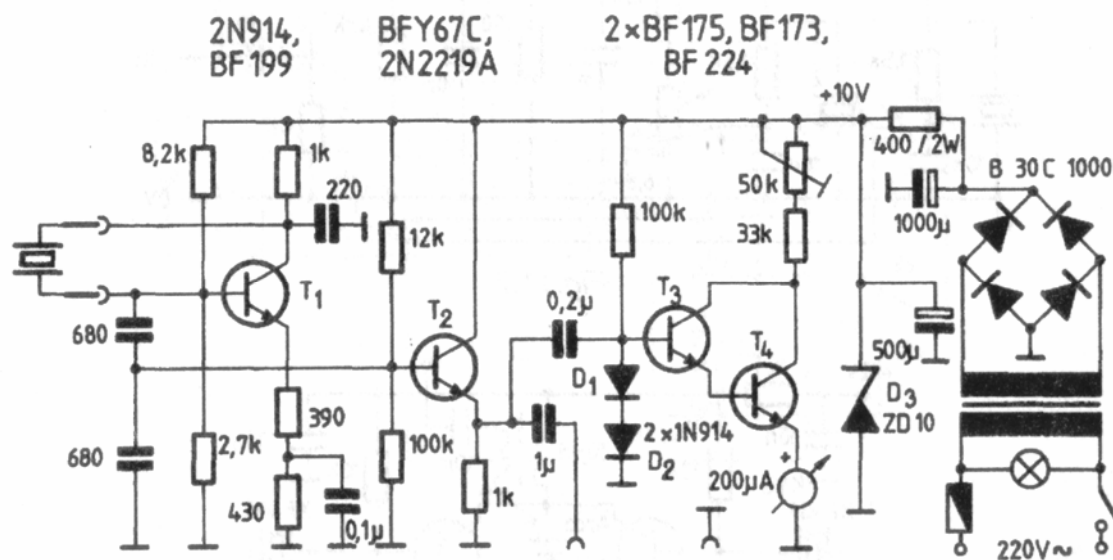 2N914,
BF199
BFY67C,
2N2219A
2×BF175, BF173,
BF224
+10V
8,2k
1k
220
12k
100k
50k
33k
400/2W
B 30 C 1000
1000µ
T1
T2
0,2µ
T3
T4
500µ
680
D1
D3
ZD10
390
2×1N914
D2
680
2,7k
100k
1µ
+
200µA
430
0,1µ
1k
220V~